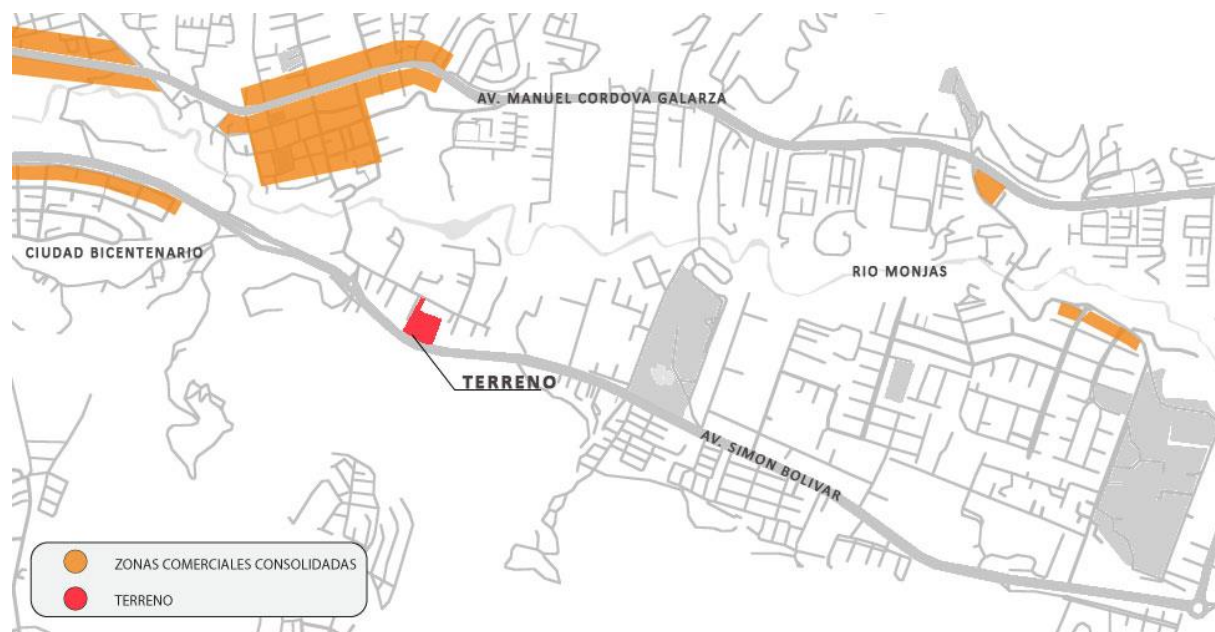 AV. MANUEL CORDOVA GALARZA
CIUDAD BICENTENARIO
RIO MONJAS
TERRENO
AV. SIMON BOLIVAR
ZONAS COMERCIALES CONSOLIDADAS
TERRENO